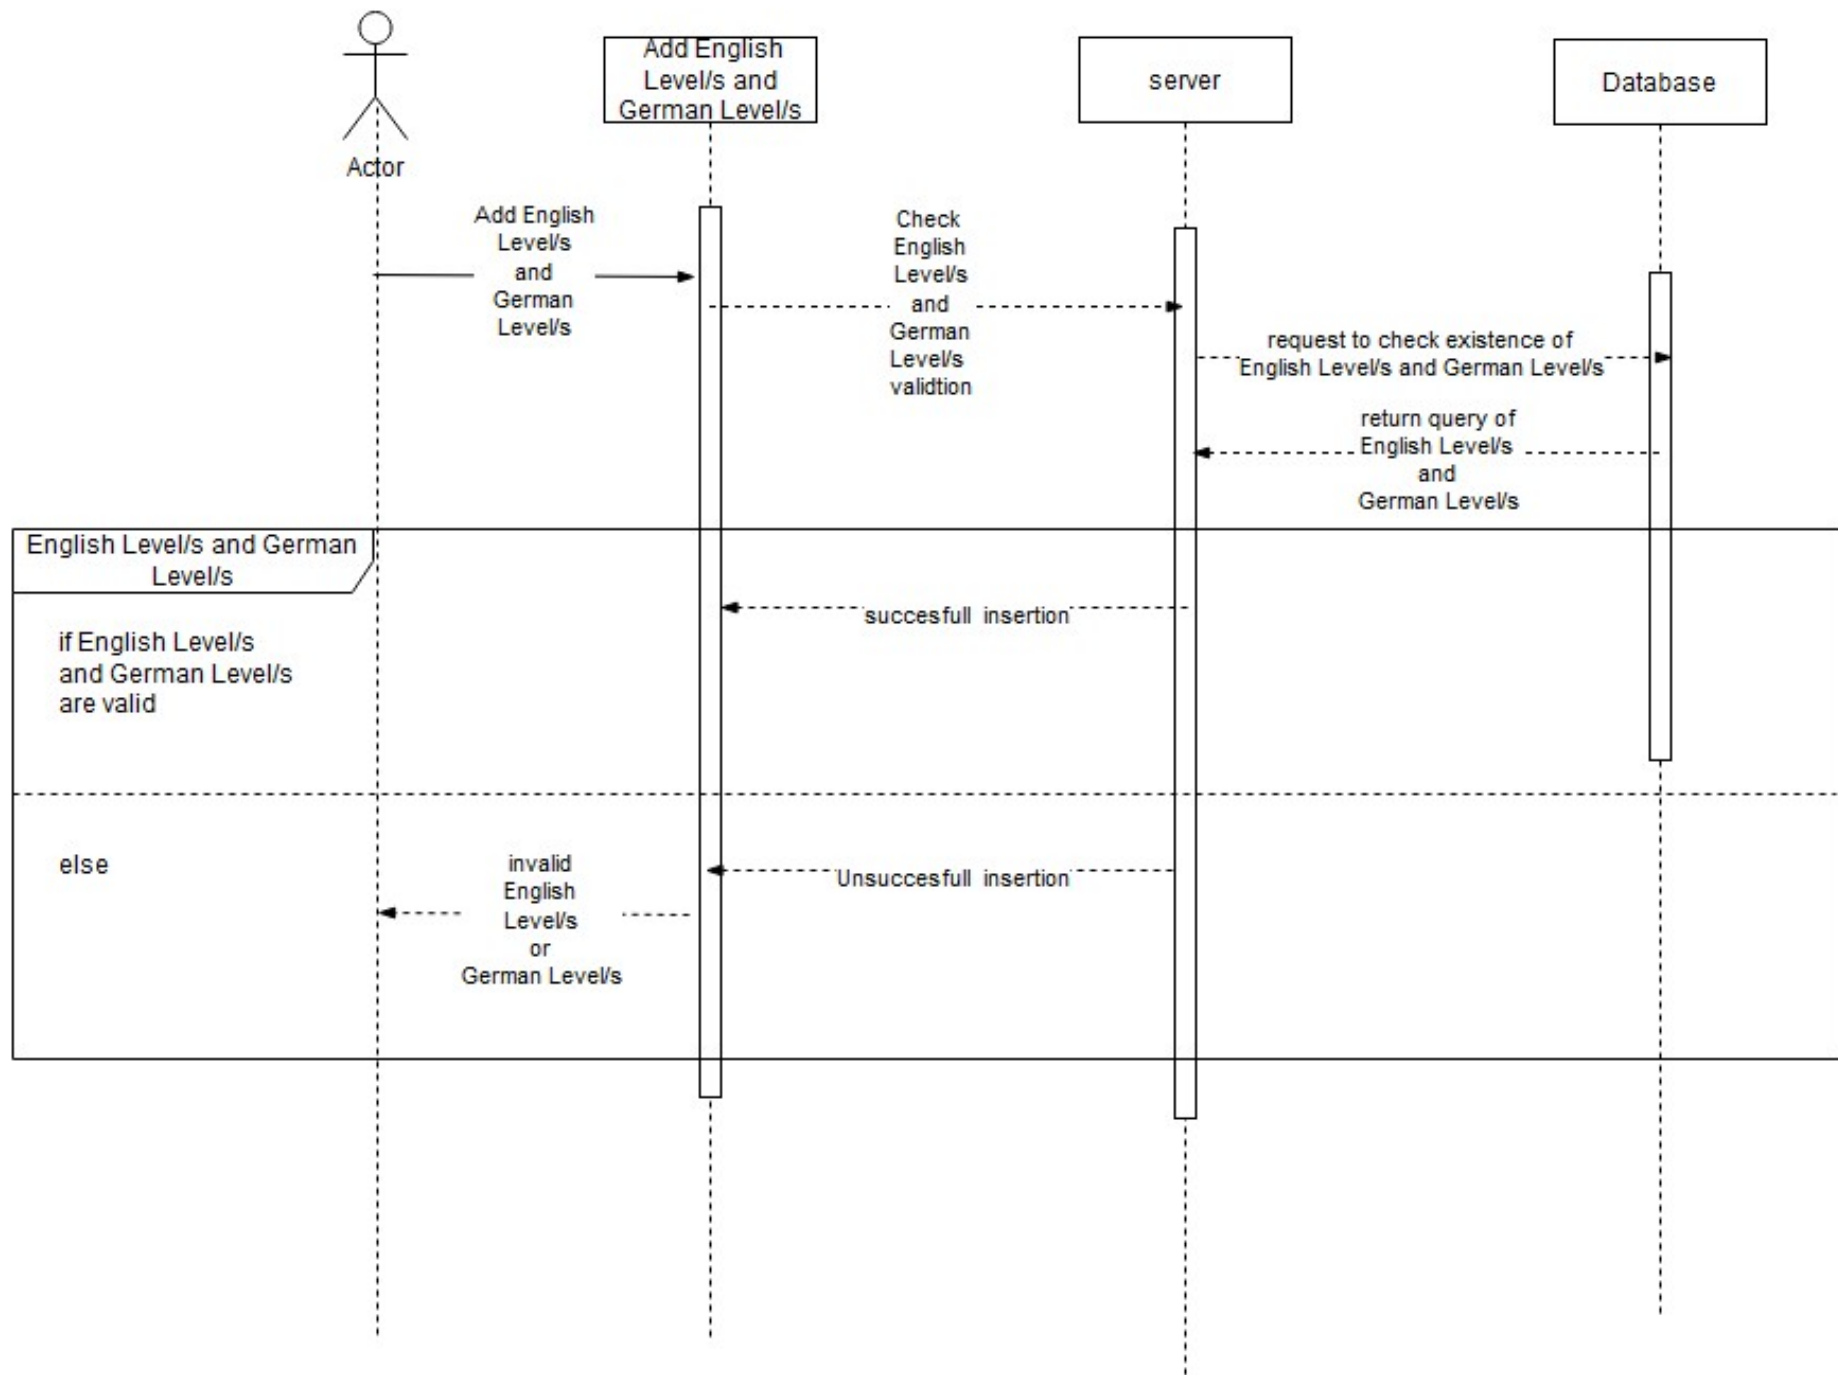 Add English
Level/s and
German Level/s
server
Database
Actor
Add English
Level/s
and
German
Level/s
Check
English
Level/s
and
German
Level/s
validtion
request to check existence of
English Level/s and German Level/s
return query of
English Level/s
and
German Level/s
English Level/s and German
Level/s
succesfull insertion
if English Level/s
and German Level/s
are valid
else
invalid
English
Level/s
or
German Level/s
Unsuccesfull insertion